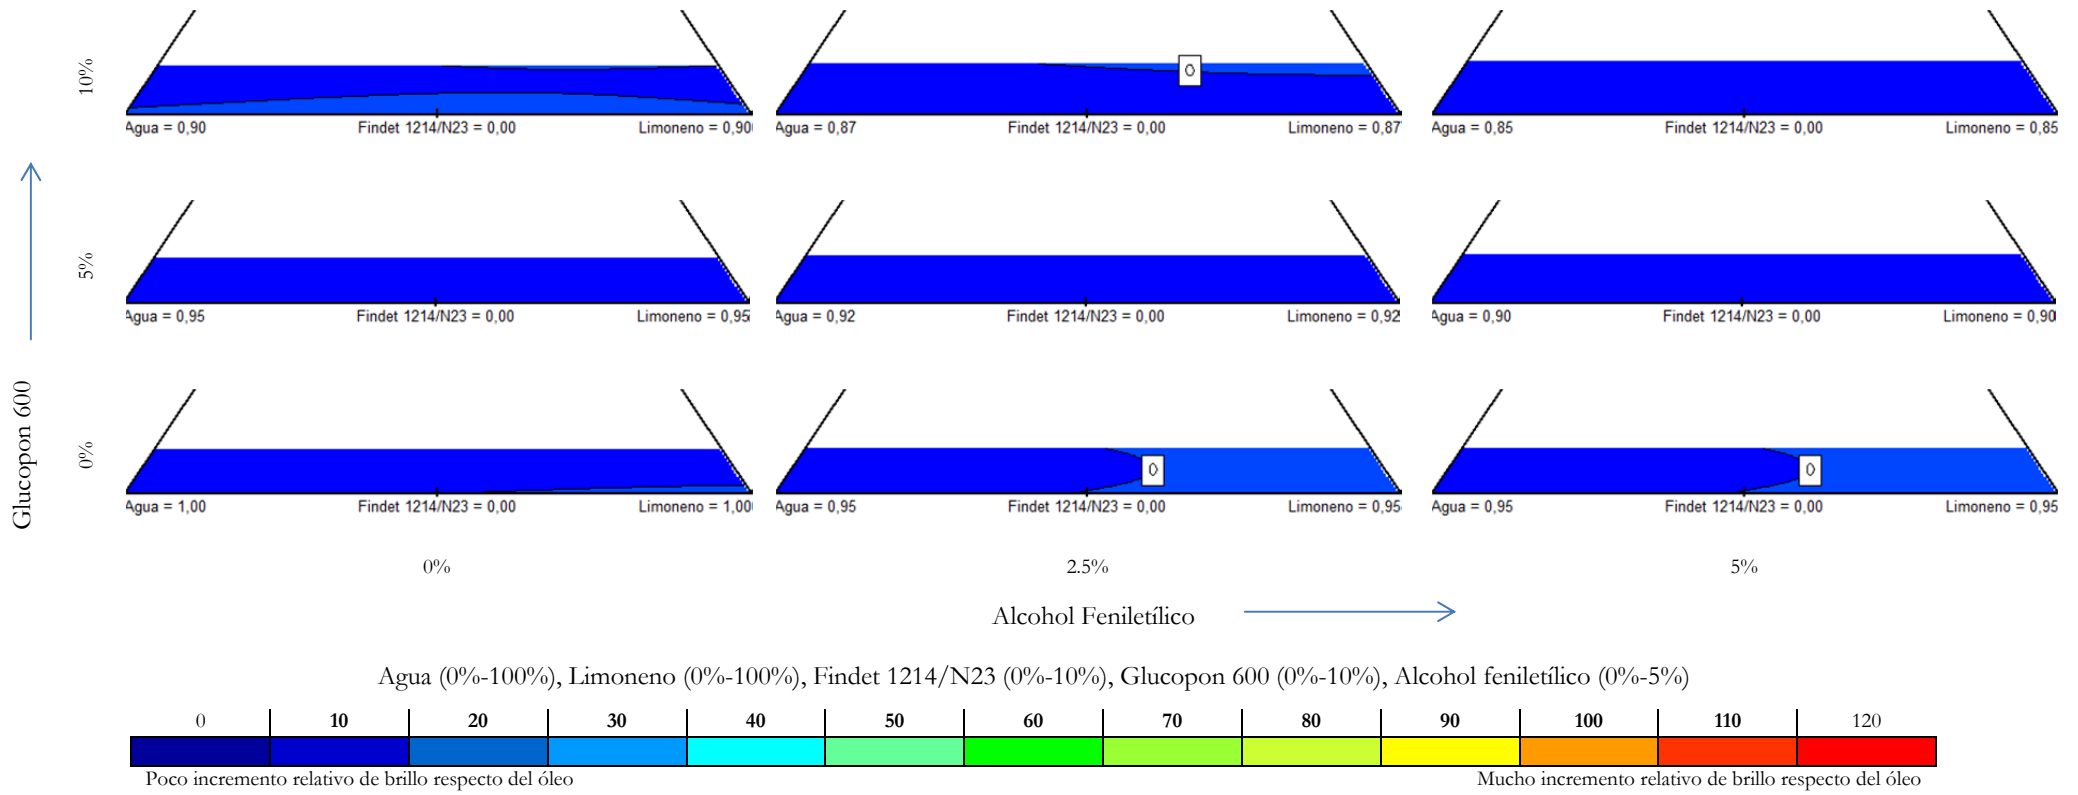 10%
0
Agua = 0,90 Findet 1214/N23 = 0,00 Limoneno = 0,90
Agua = 0,87 Findet 1214/N23 = 0,00 Limoneno = 0,87
Agua = 0,85 Findet 1214/N23 = 0,00 Limoneno = 0,85
5%
Agua = 0,95 Findet 1214/N23 = 0,00 Limoneno = 0,95
Agua = 0,92 Findet 1214/N23 = 0,00 Limoneno = 0,92
Agua = 0,90 Findet 1214/N23 = 0,00 Limoneno = 0,90
Glucopon 600
0%
0
0
Agua = 1,00 Findet 1214/N23 = 0,00 Limoneno = 1,00
Agua = 0,95 Findet 1214/N23 = 0,00 Limoneno = 0,95
Agua = 0,95 Findet 1214/N23 = 0,00 Limoneno = 0,95
0% 2.5% 5%
Alcohol Feniletílico
Agua (0%-100%), Limoneno (0%-100%), Findet 1214/N23 (0%-10%), Glucopon 600 (0%-10%), Alcohol feniletílico (0%-5%)
0 10 20 30 40 50 60 70 80 90 100 110 120
Poco incremento relativo de brillo respecto del óleo
Mucho incremento relativo de brillo respecto del óleo